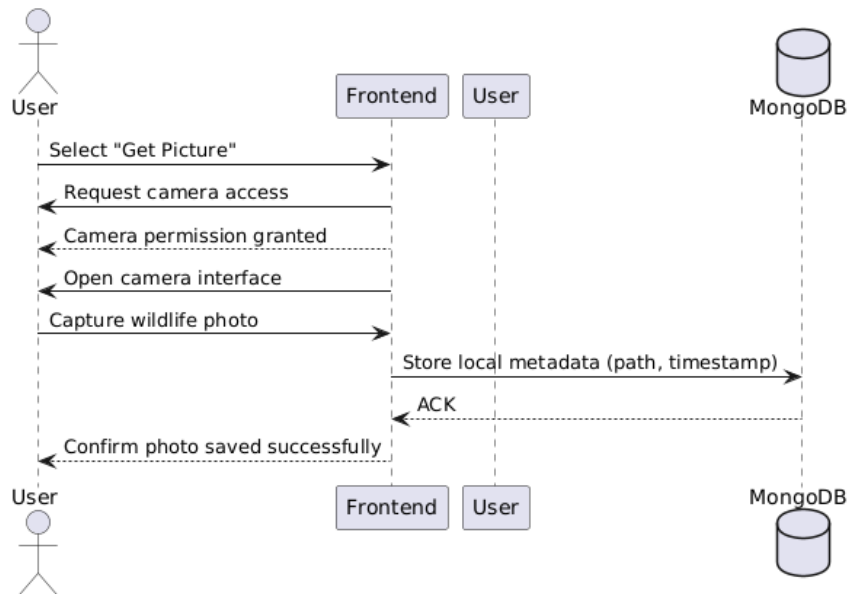 User
Frontend
User
MongoDB
Select "Get Picture"
Request camera access
Camera permission granted
Open camera interface
Capture wildlife photo
Store local metadata (path, timestamp)
ACK
Confirm photo saved successfully
User
Frontend
User
MongoDB